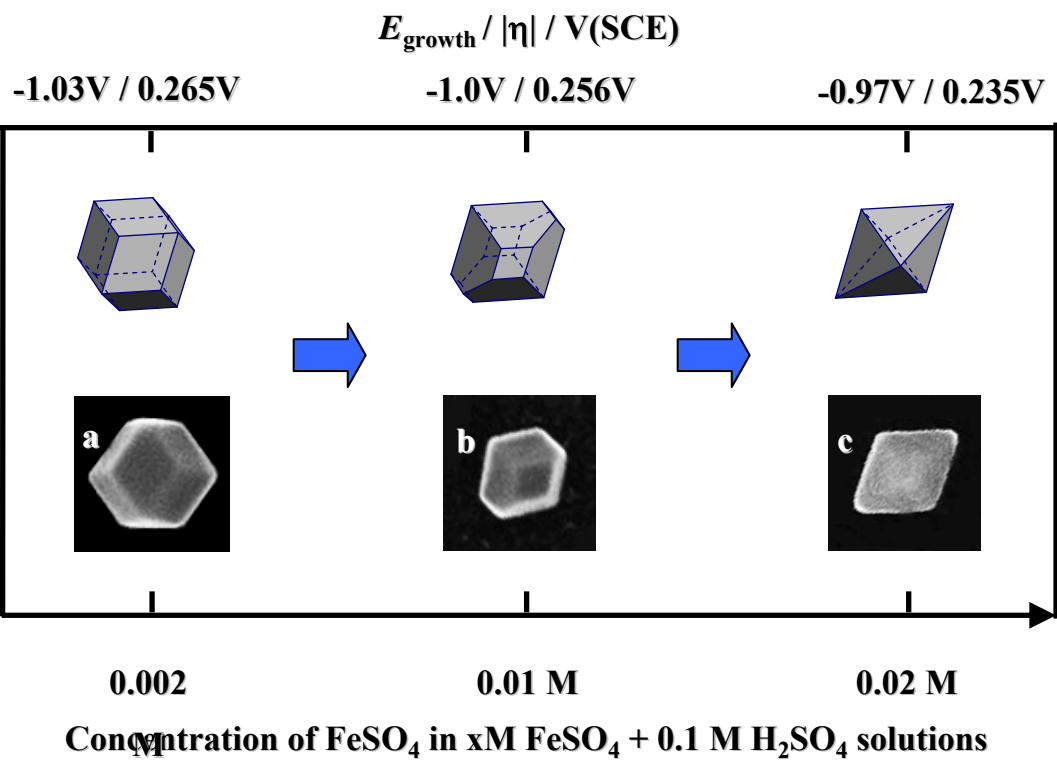 E_growth / |η| / V(SCE)
-1.03V / 0.265V -1.0V / 0.256V -0.97V / 0.235V
a b c
0.002 M 0.01 M 0.02 M
Concentration of FeSO₄ in xM FeSO₄ + 0.1 M H₂SO₄ solutions